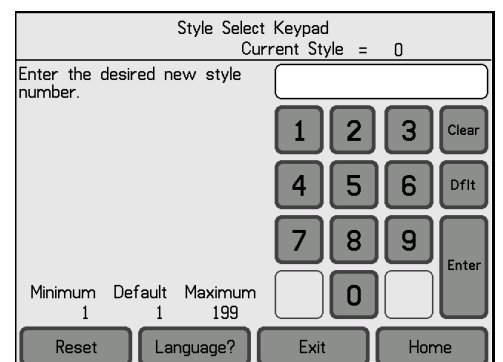 Style Select Keypad
Current Style = 0
Enter the desired new style
number.
1 2 3 Clear
4 5 6 Dflt
7 8 9
Enter
0
Minimum Default Maximum
1 1 199
Reset Language? Exit Home